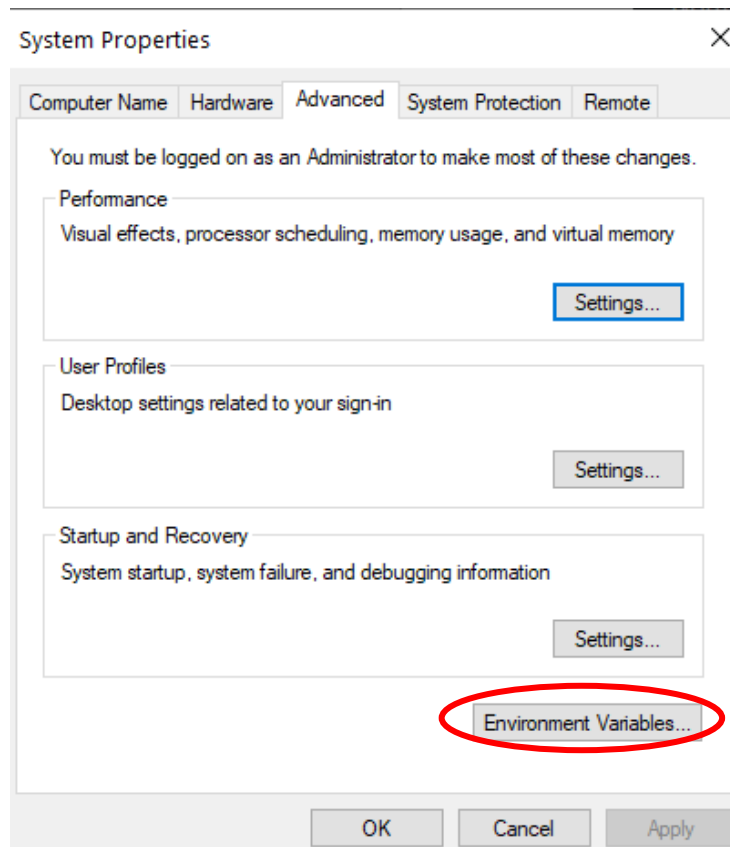 System Properties
Computer Name Hardware Advanced System Protection Remote
You must be logged on as an Administrator to make most of these changes.
Performance
Visual effects, processor scheduling, memory usage, and virtual memory
Settings...
User Profiles
Desktop settings related to your sign-in
Settings...
Startup and Recovery
System startup, system failure, and debugging information
Settings...
Environment Variables...
OK Cancel Apply